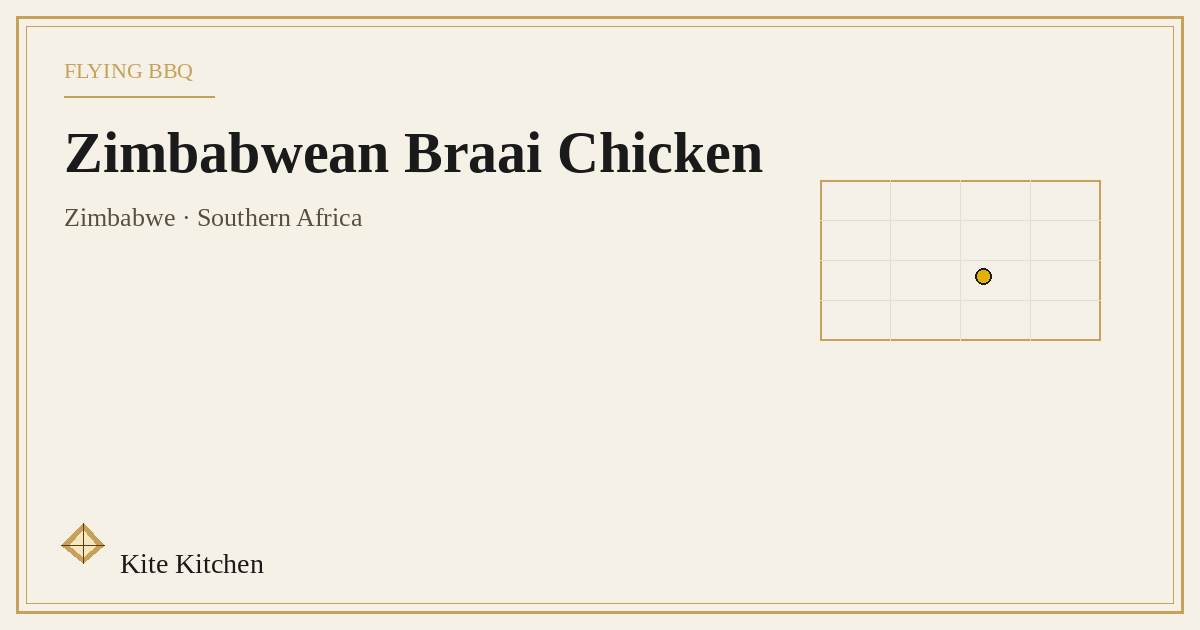 FLYING BBQ
Zimbabwean Braai Chicken
Zimbabwe · Southern Africa
Kite Kitchen